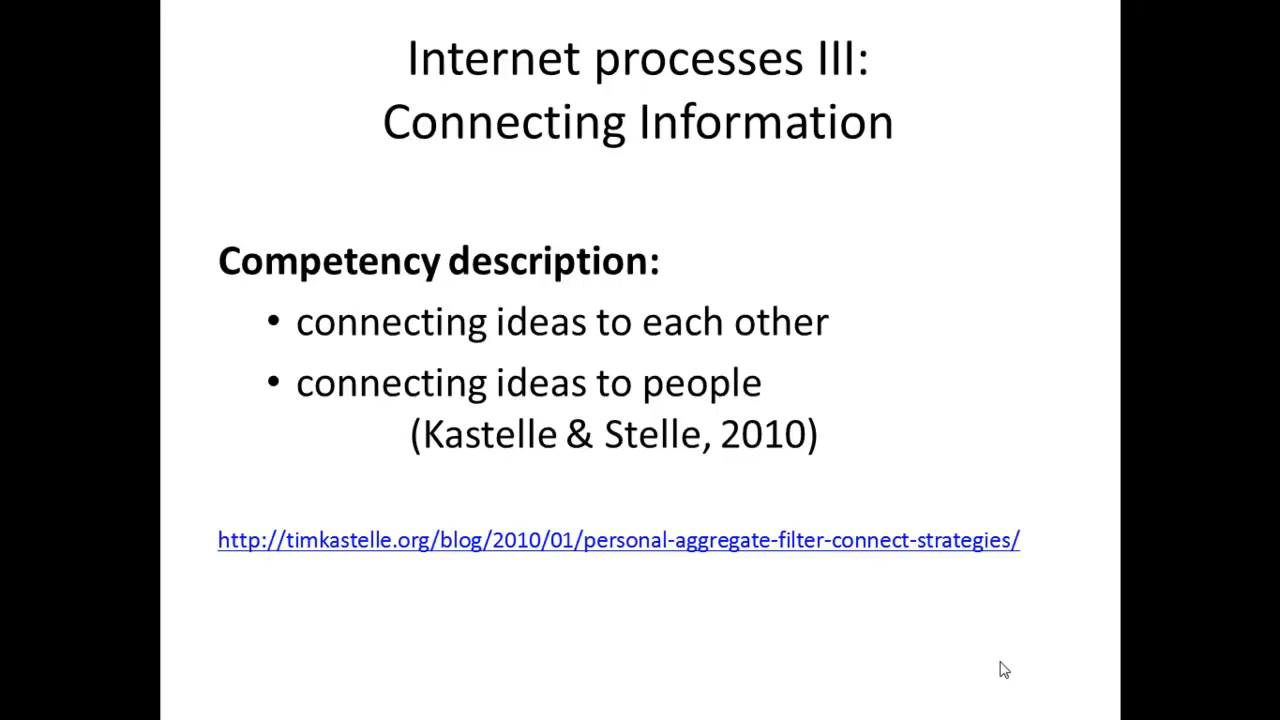 Internet processes III:
Connecting Information
Competency description:
• connecting ideas to each other
• connecting ideas to people
(Kastelle & Stelle, 2010)
http://timkastelle.org/blog/2010/01/personal-aggregate-filter-connect-strategies/